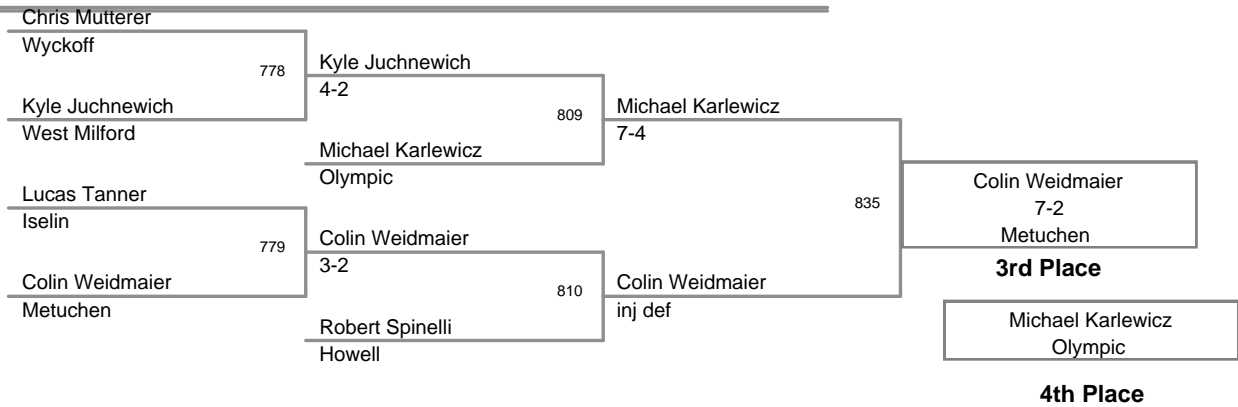 Chris Mutterer
Wyckoff
778
Kyle Juchnewich
West Milford
Lucas Tanner
Iselin
779
Colin Weidmaier
Metuchen
Kyle Juchnewich
4-2
809
Michael Karlewicz
Olympic
Colin Weidmaier
3-2
810
Robert Spinelli
Howell
Michael Karlewicz
7-4
835
Colin Weidmaier
inj def
Colin Weidmaier
7-2
Metuchen
3rd Place
Michael Karlewicz
Olympic
4th Place